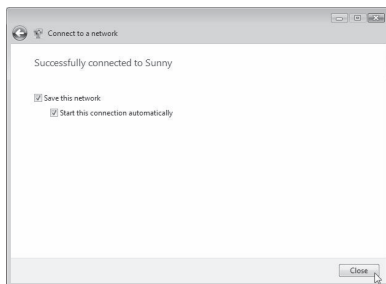 Connect to a network
Successfully connected to Sunny
Save this network
Start this connection automatically
Close